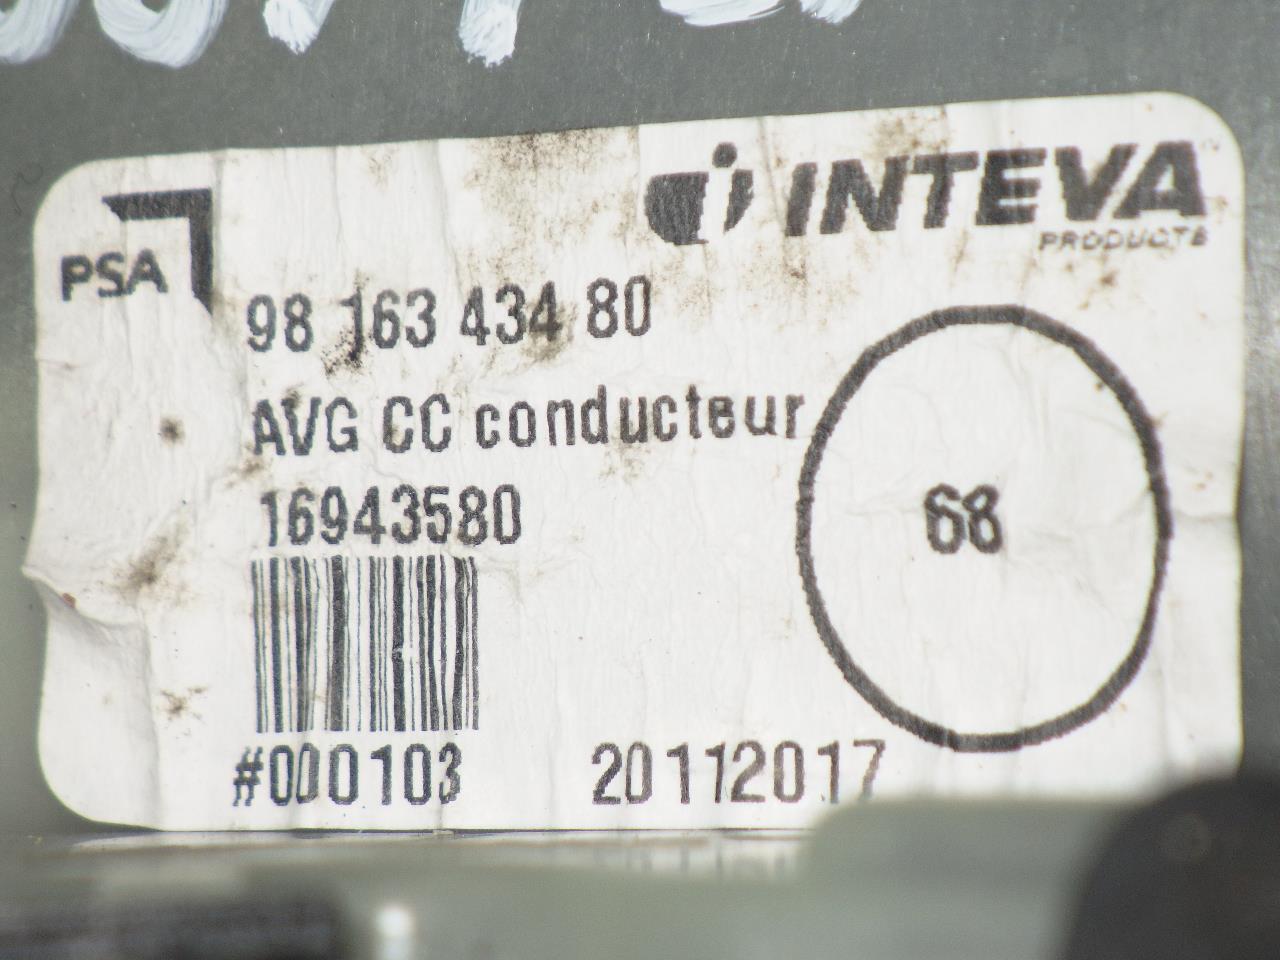 INTEVA
PRODUCTS
PSA
98 163 434 80
AVG CC conducteur
16943580
68
#000103 20112017